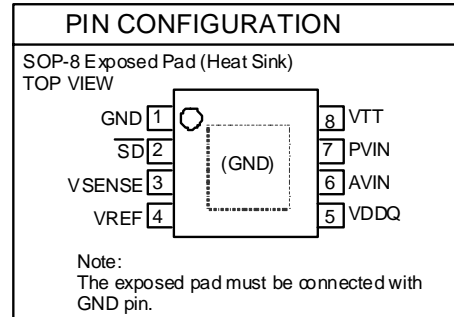 PIN CONFIGURATION
SOP-8 Exposed Pad (Heat Sink)
TOP VIEW
GND 1 8 VTT
SD 2 7 PVIN
(GND)
VSENSE 3 6 AVIN
VREF 4 5 VDDQ
Note:
The exposed pad must be connected with
GND pin.